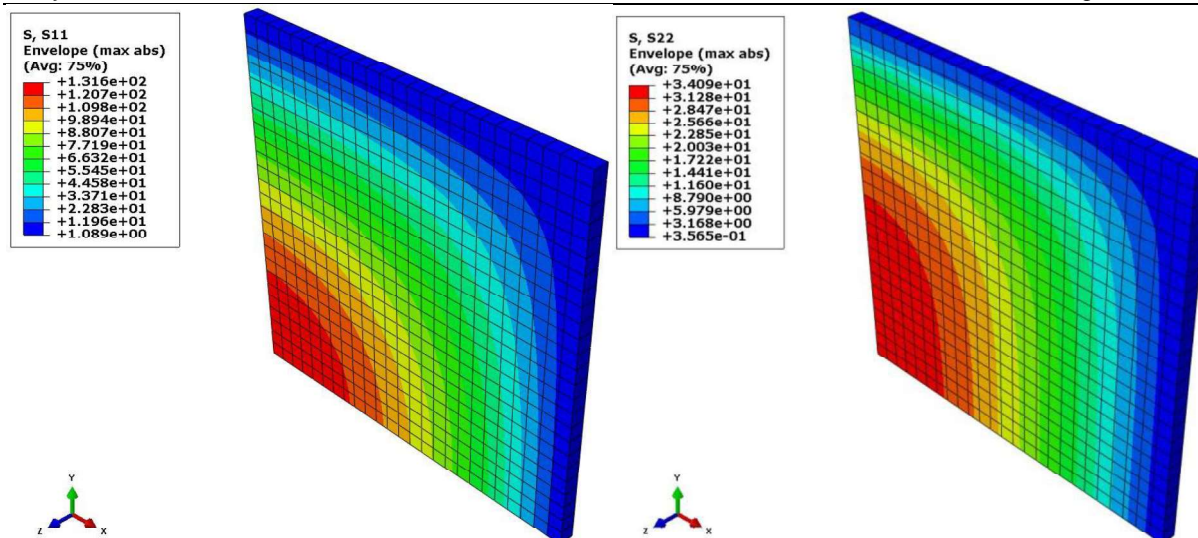 S, S11
Envelope (max abs)
(Avg: 75%)
+1.316e+02
+1.207e+02
+1.098e+02
+9.894e+01
+8.807e+01
+7.719e+01
+6.632e+01
+5.545e+01
+4.458e+01
+3.371e+01
+2.283e+01
+1.196e+01
+1.089e+00
Y
Z
X
S, S22
Envelope (max abs)
(Avg: 75%)
+3.409e+01
+3.128e+01
+2.847e+01
+2.566e+01
+2.285e+01
+2.003e+01
+1.722e+01
+1.441e+01
+1.160e+01
+8.790e+00
+5.979e+00
+3.168e+00
+3.565e-01
Y
Z
X